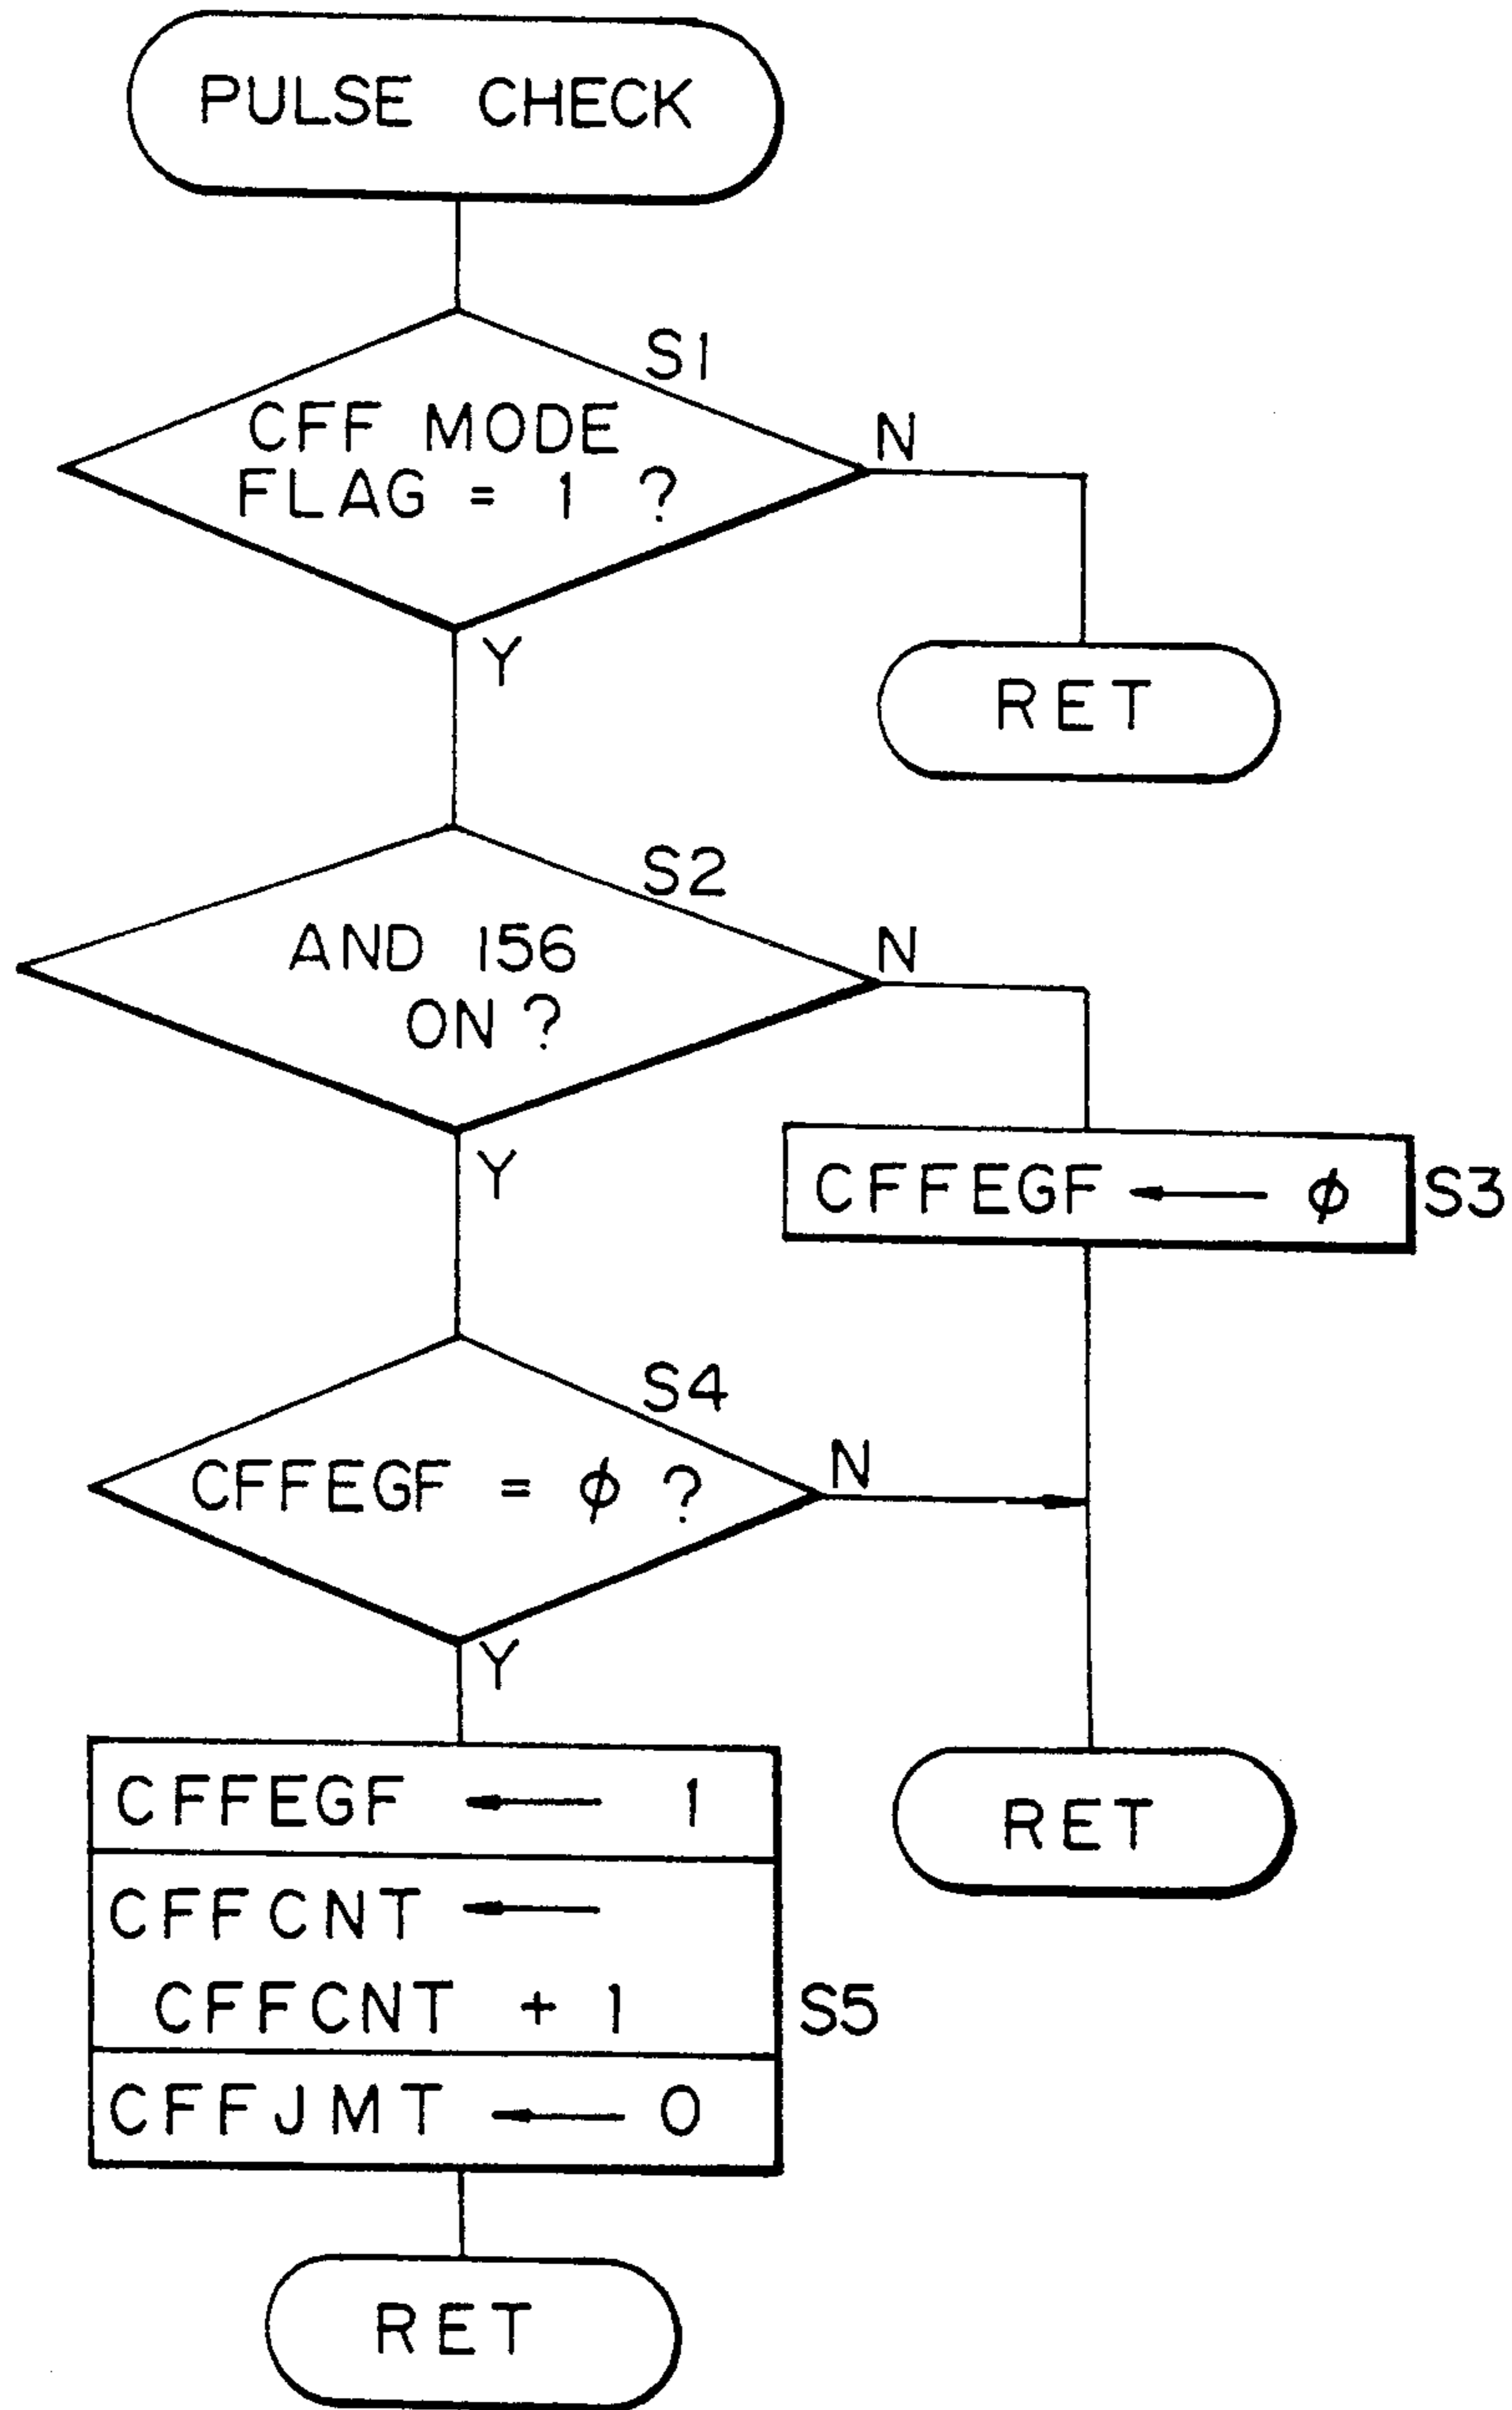 PULSE CHECK
S1
CFF MODE
FLAG = 1 ?
N
Y
RET
S2
AND 156
ON ?
N
Y
CFFEGF ← ϕ
S3
S4
CFFEGF = ϕ ?
N
Y
CFFEGF ← 1
CFFCNT ←
CFFCNT + 1
S5
CFFJMT ← 0
RET
RET